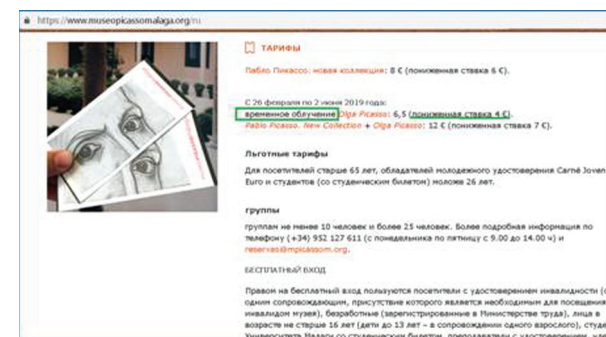 https://www.museopicassomalaga.org/ru
ТАРИФЫ
Пабло Пикассо: новая коллекция: 8 € (пониженная ставка 6 €).
С 26 февраля по 2 июня 2019 года:
временное облучение Olga Picasso: 6,5 (пониженная ставка 4 €).
Pablo Picasso. New Collection + Olga Picasso: 12 € (пониженная ставка 7 €).
Льготные тарифы
Для посетителей старше 65 лет, обладателей молодежного удостоверения Carné Joven
Euro и студентов (со студенческим билетом) моложе 26 лет.
группы
группам не менее 10 человек и более 25 человек. Более подробная информация по
телефону (+34) 952 127 611 (с понедельника по пятницу с 9.00 до 14.00 ч) и
reservas@mpicassom.org.
БЕСПЛАТНЫЙ ВХОД
Правом на бесплатный вход пользуются посетители с удостоверением инвалидности (с
одним сопровождающим, присутствие которого является необходимым для посещения
инвалидом музея), безработные (зарегистрированные в Министерстве труда), лица в
возрасте не старше 16 лет (дети до 13 лет – в сопровождении одного взрослого), студе
Университета Малаги со студенческим билетом, преподаватели с удостоверением,